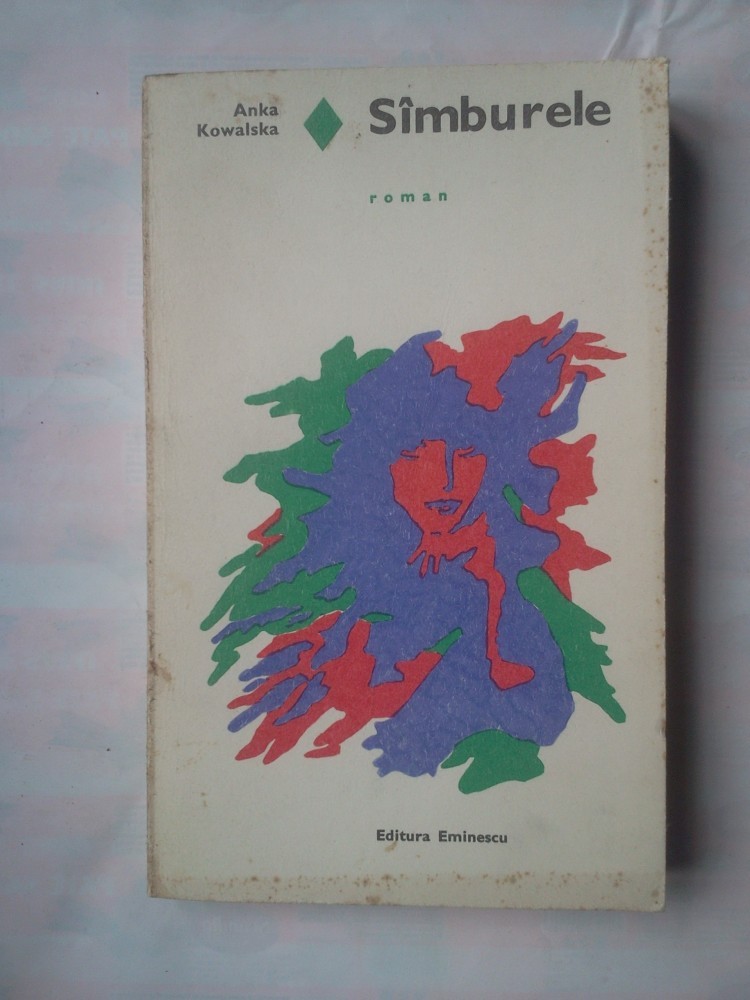 Anka
Kowalska
Sîmburele
roman
Editura Eminescu